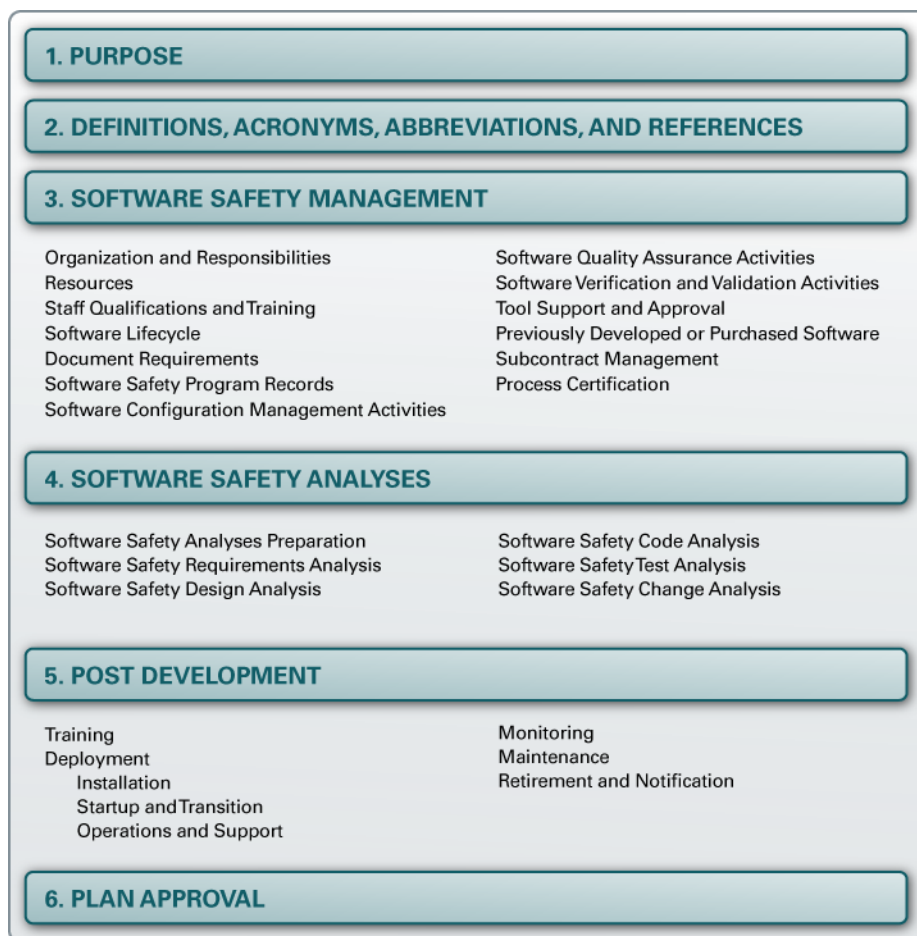 1. PURPOSE
2. DEFINITIONS, ACRONYMS, ABBREVIATIONS, AND REFERENCES
3. SOFTWARE SAFETY MANAGEMENT
Organization and Responsibilities
Resources
Staff Qualifications and Training
Software Lifecycle
Document Requirements
Software Safety Program Records
Software Configuration Management Activities
Software Quality Assurance Activities
Software Verification and Validation Activities
Tool Support and Approval
Previously Developed or Purchased Software
Subcontract Management
Process Certification
4. SOFTWARE SAFETY ANALYSES
Software Safety Analyses Preparation
Software Safety Requirements Analysis
Software Safety Design Analysis
Software Safety Code Analysis
Software Safety Test Analysis
Software Safety Change Analysis
5. POST DEVELOPMENT
Training
Deployment
Installation
Startup and Transition
Operations and Support
Monitoring
Maintenance
Retirement and Notification
6. PLAN APPROVAL